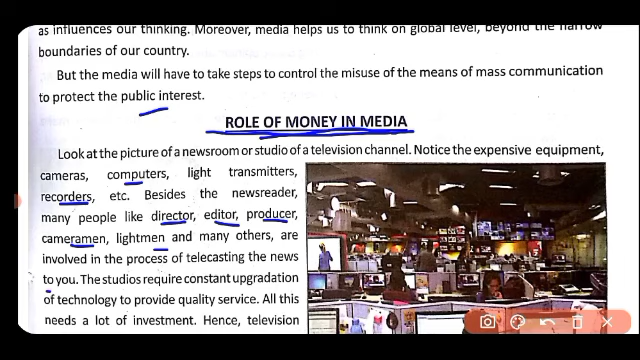 as influences our thinking. Moreover, media helps us to think on global level, beyond the narrow
boundaries of our country.
But the media will have to take steps to control the misuse of the means of mass communication
to protect the public interest.
ROLE OF MONEY IN MEDIA
Look at the picture of a newsroom or studio of a television channel. Notice the expensive equipment,
cameras, computers, light transmitters,
recorders, etc. Besides the newsreader,
many people like director, editor, producer,
cameramen, lightmen and many others, are
involved in the process of telecasting the news
to you. The studios require constant upgradation
of technology to provide quality service. All this
needs a lot of investment. Hence, television